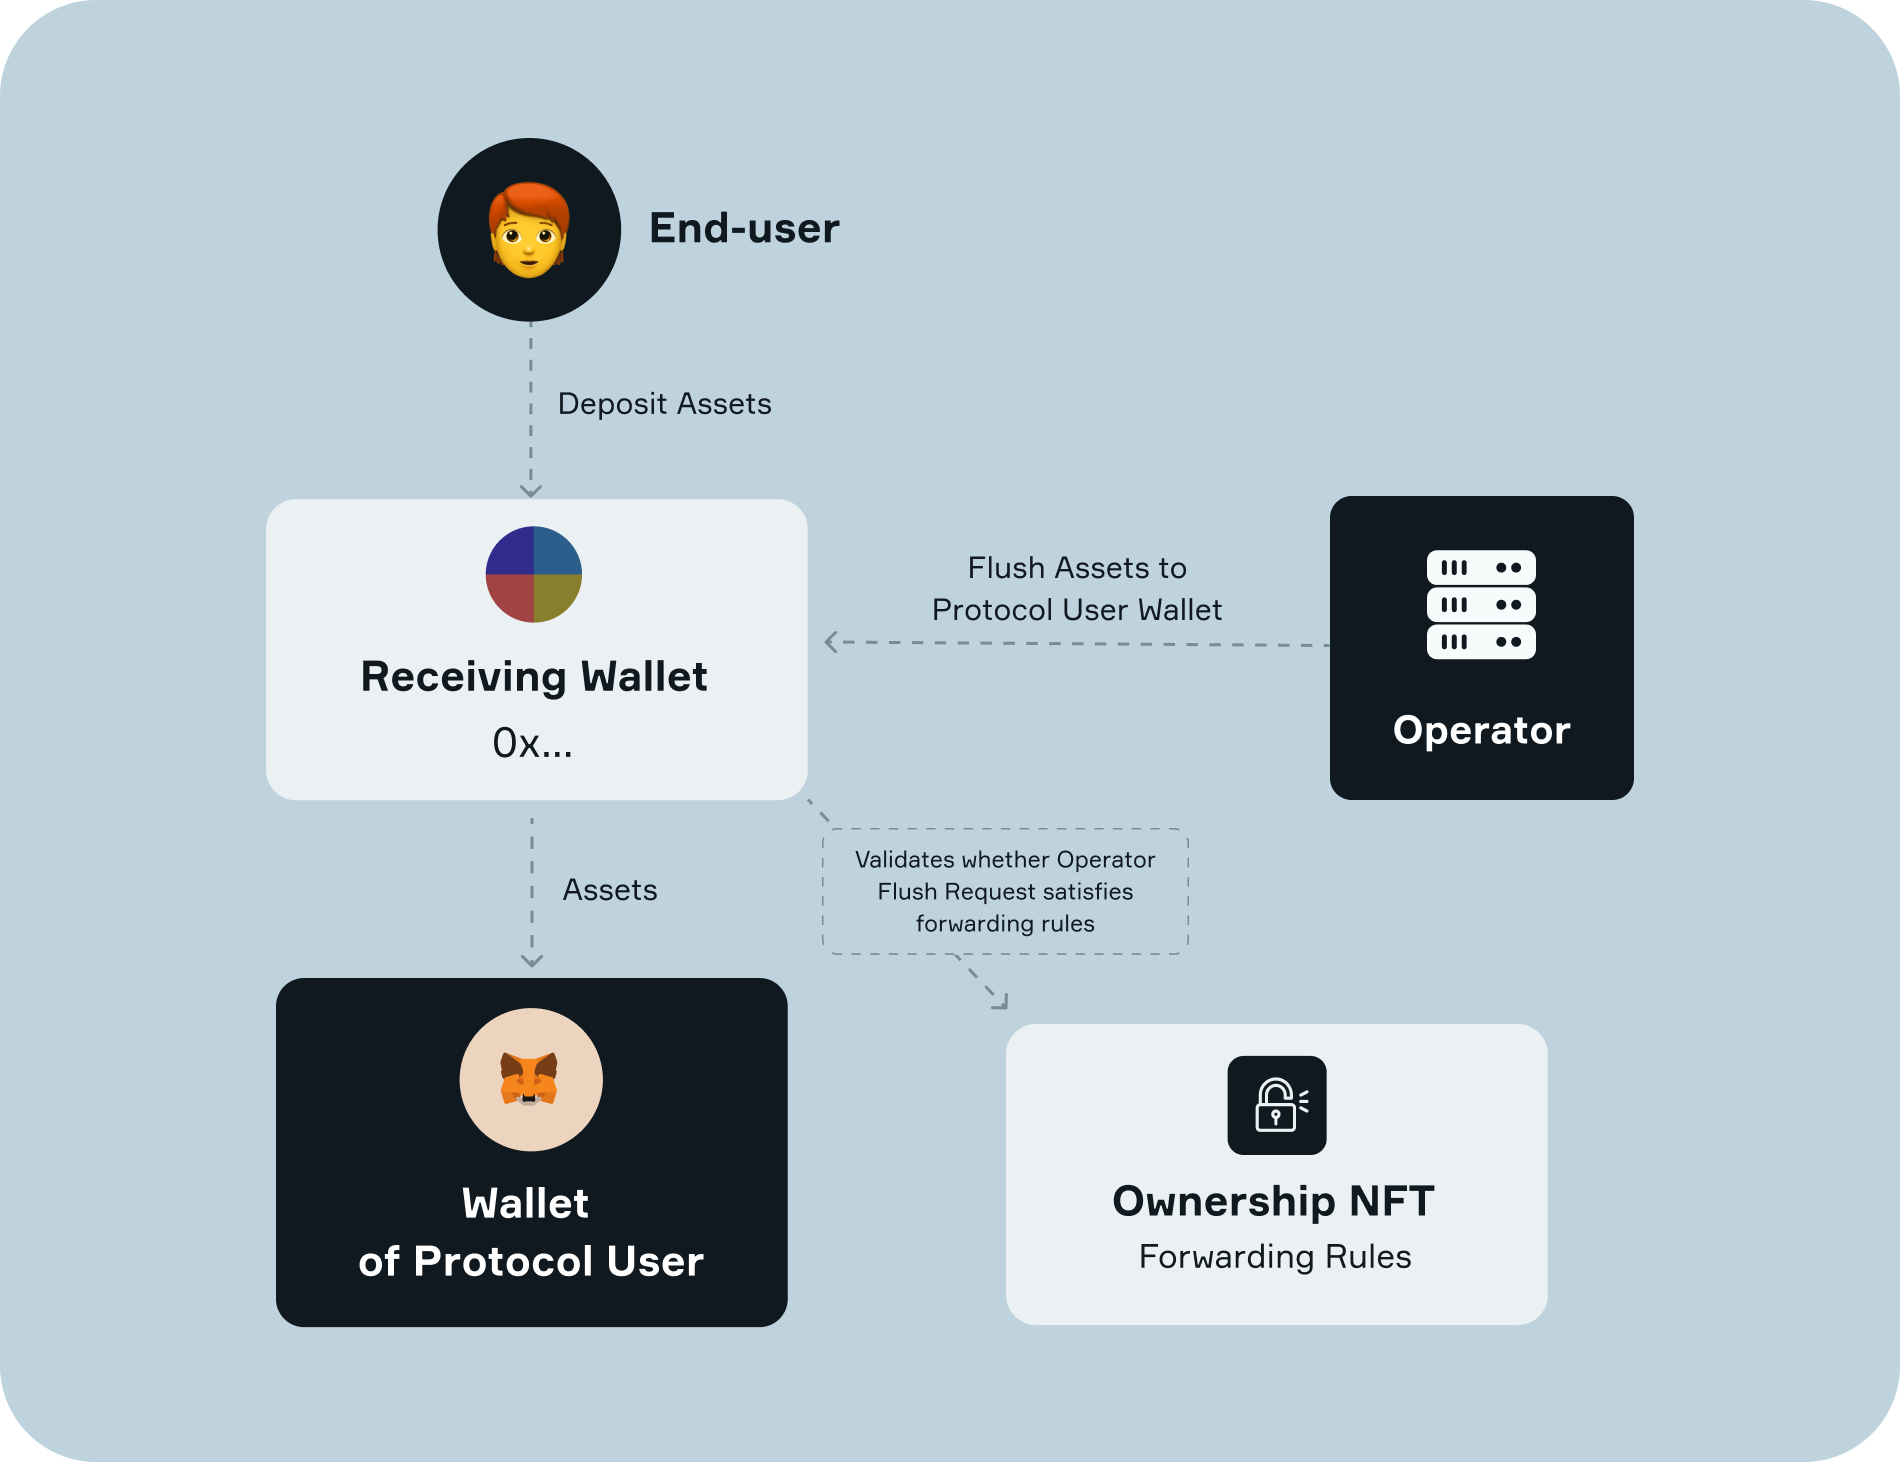 End-user
Deposit Assets
Flush Assets to
Protocol User Wallet
Receiving Wallet
0x...
Operator
Validates whether Operator
Flush Request satisfies
forwarding rules
Assets
Wallet
of Protocol User
Ownership NFT
Forwarding Rules